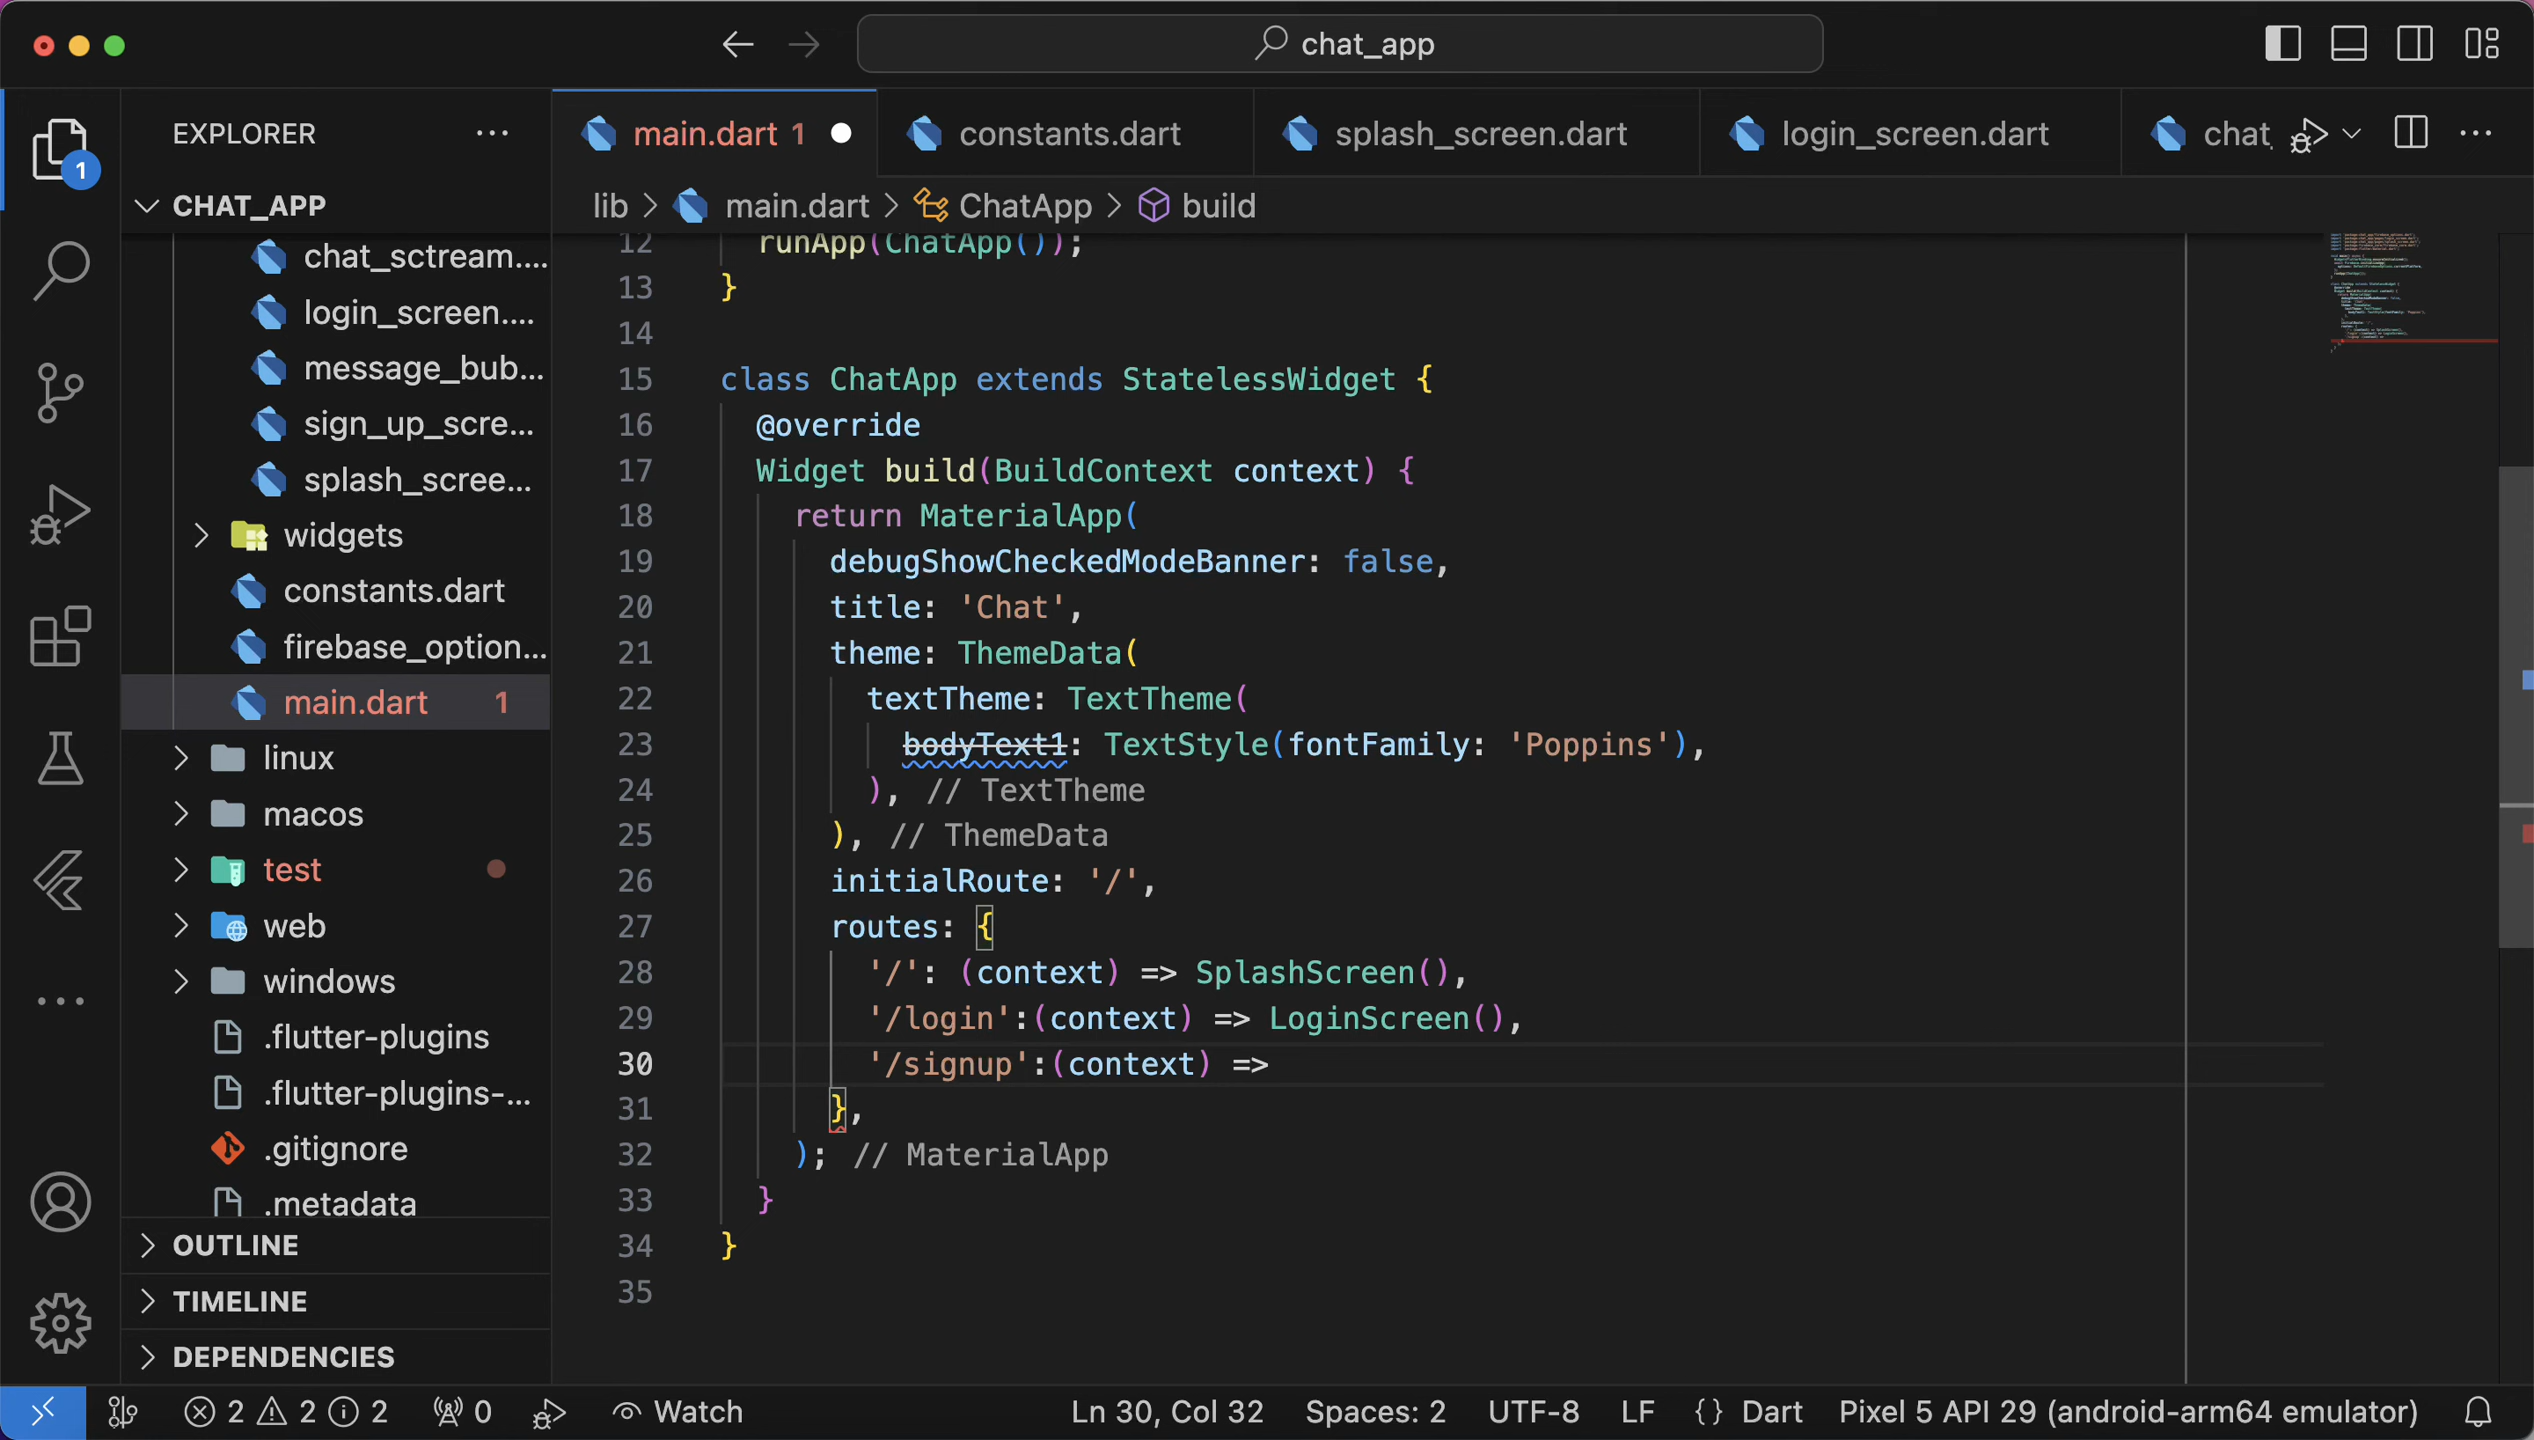 chat_app
EXPLORER
main.dart 1
constants.dart
splash_screen.dart
login_screen.dart
chat
CHAT_APP
lib > main.dart > ChatApp > build
chat_sctream....
login_screen....
message_bub...
sign_up_scre...
splash_scree...
widgets
constants.dart
firebase_option...
main.dart 1
linux
macos
test
web
windows
.flutter-plugins
.flutter-plugins-...
.gitignore
.metadata
OUTLINE
TIMELINE
DEPENDENCIES
1
12 runApp(ChatApp());
13 }
14
15 class ChatApp extends StatelessWidget {
16 @override
17 Widget build(BuildContext context) {
18 return MaterialApp(
19 debugShowCheckedModeBanner: false,
20 title: 'Chat',
21 theme: ThemeData(
22 textTheme: TextTheme(
23 bodyText1: TextStyle(fontFamily: 'Poppins'),
24 ), // TextTheme
25 ), // ThemeData
26 initialRoute: '/',
27 routes: {
28 '/': (context) => SplashScreen(),
29 '/login':(context) => LoginScreen(),
30 '/signup':(context) =>
31 },
32 ); // MaterialApp
33 }
34 }
35
2 2 2 0 Watch Ln 30, Col 32 Spaces: 2 UTF-8 LF {} Dart Pixel 5 API 29 (android-arm64 emulator)